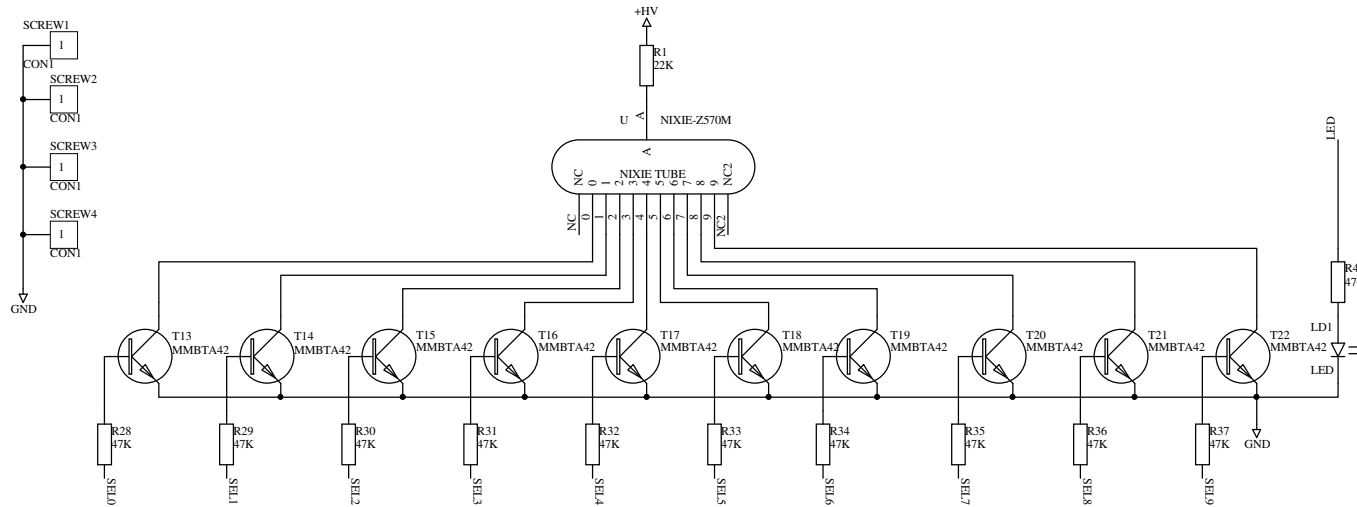 +HV
SCREW1
1
CON1
R1
22K
SCREW2
1
CON1
U
A
NIXIE-Z570M
A
SCREW3
1
CON1
NIXIE TUBE
NC 0 1 2 3 4 5 6 7 8 9 NC2
NC 0 1 2 3 4 5 6 7 8 9 NC2
SCREW4
1
CON1
GND
LED
R4
47
LD1
LED
T13
MMBTA42
T14
MMBTA42
T15
MMBTA42
T16
MMBTA42
T17
MMBTA42
T18
MMBTA42
T19
MMBTA42
T20
MMBTA42
T21
MMBTA42
T22
MMBTA42
R28
47K
R29
47K
R30
47K
R31
47K
R32
47K
R33
47K
R34
47K
R35
47K
R36
47K
R37
47K
GND
SEL0
SEL1
SEL2
SEL3
SEL4
SEL5
SEL6
SEL7
SEL8
SEL9